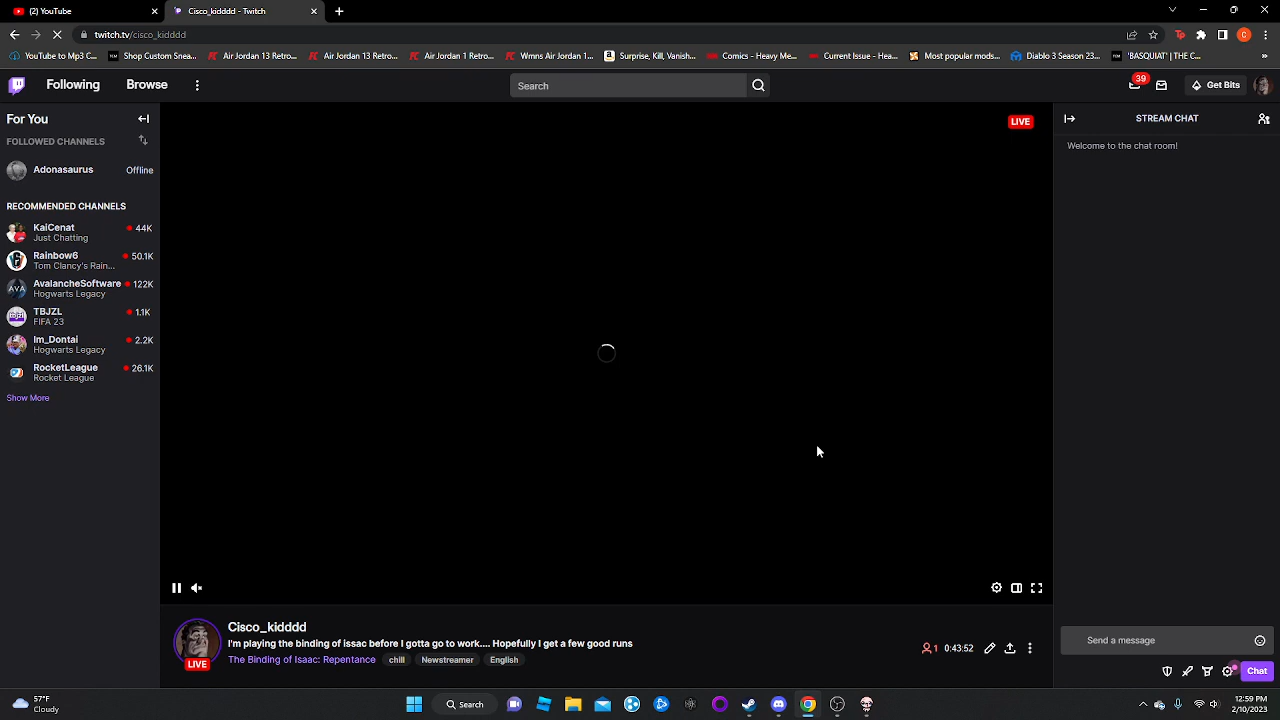 (2) YouTube
Cisco_kidddd - Twitch
twitch.tv/cisco_kidddd
YouTube to Mp3 C...
Shop Custom Snea...
Air Jordan 13 Retro...
Air Jordan 13 Retro...
Air Jordan 1 Retro...
Wmns Air Jordan 1...
Surprise, Kill, Vanish...
Comics - Heavy Me...
Current Issue - Hea...
Most popular mods...
Diablo 3 Season 23...
'BASQUIAT' | THE C...
Following
Browse
Search
39
Get Bits
For You
FOLLOWED CHANNELS
Adonasaurus
Offline
RECOMMENDED CHANNELS
KaiCenat
44K
Just Chatting
Rainbow6
50.1K
Tom Clancy's Rain...
AvalancheSoftware
122K
Hogwarts Legacy
TBJZL
1.1K
FIFA 23
Im_Dontai
2.2K
Hogwarts Legacy
RocketLeague
26.1K
Rocket League
Show More
LIVE
STREAM CHAT
Welcome to the chat room!
Cisco_kidddd
I'm playing the binding of issac before I gotta go to work.... Hopefully I get a few good runs
The Binding of Isaac: Repentance
chill
Newstreamer
English
LIVE
1
0:43:52
Send a message
Chat
57°F
Cloudy
Search
12:59 PM
2/10/2023